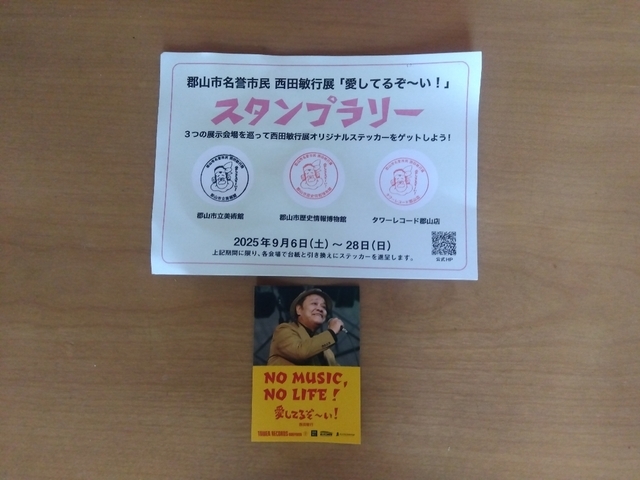 郡山市名誉市民 西田敏行展「愛してるぞ〜い！」
スタンプラリー
３つの展示会場を巡って西田敏行展オリジナルステッカーをゲットしよう！
郡山市立美術館
郡山市歴史情報博物館
タワーレコード郡山店
2025年9月6日(土)〜28日(日)
上記期間に限り、各会場で台紙と引き換えにステッカーを進呈します。
公式HP
NO MUSIC,
NO LIFE!
愛してるぞ〜い！
西田敏行
TOWER RECORDS